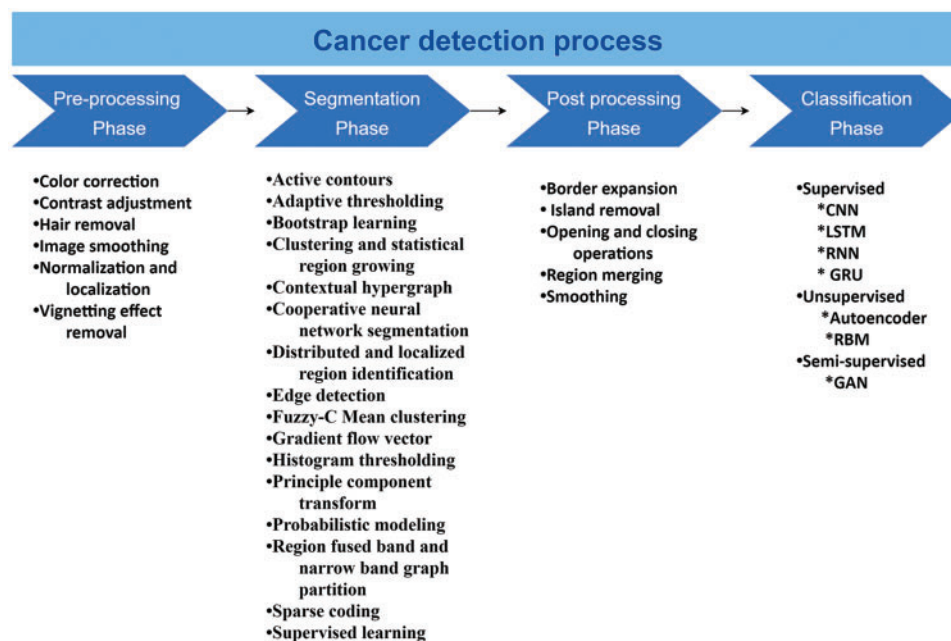 Cancer detection process
Pre-processing
Phase
Segmentation
Phase
Post processing
Phase
Classification
Phase
•Color correction
•Contrast adjustment
•Hair removal
•Image smoothing
•Normalization and
localization
•Vignetting effect
removal
•Active contours
•Adaptive thresholding
•Bootstrap learning
•Clustering and statistical
region growing
•Contextual hypergraph
•Cooperative neural
network segmentation
•Distributed and localized
region identification
•Edge detection
•Fuzzy-C Mean clustering
•Gradient flow vector
•Histogram thresholding
•Principle component
transform
•Probabilistic modeling
•Region fused band and
narrow band graph
partition
•Sparse coding
•Supervised learning
•Border expansion
• Island removal
•Opening and closing
operations
•Region merging
•Smoothing
•Supervised
*CNN
*LSTM
*RNN
* GRU
•Unsupervised
*Autoencoder
*RBM
•Semi-supervised
*GAN